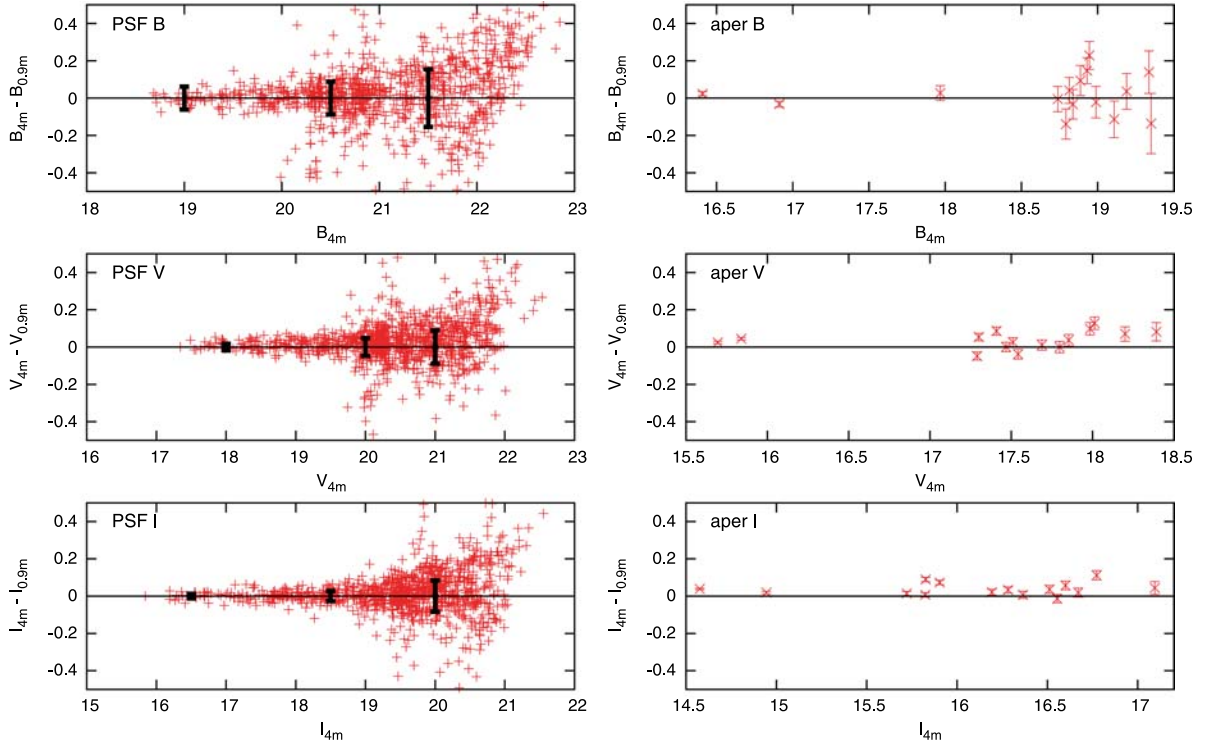 PSF B
B4m - B0.9m
0.4
0.2
0
-0.2
-0.4
18 19 20 21 22 23
B4m
aper B
B4m - B0.9m
0.4
0.2
0
-0.2
-0.4
16.5 17 17.5 18 18.5 19 19.5
B4m
PSF V
V4m - V0.9m
0.4
0.2
0
-0.2
-0.4
16 17 18 19 20 21 22 23
V4m
aper V
V4m - V0.9m
0.4
0.2
0
-0.2
-0.4
15.5 16 16.5 17 17.5 18 18.5
V4m
PSF I
I4m - I0.9m
0.4
0.2
0
-0.2
-0.4
15 16 17 18 19 20 21 22
I4m
aper I
I4m - I0.9m
0.4
0.2
0
-0.2
-0.4
14.5 15 15.5 16 16.5 17
I4m